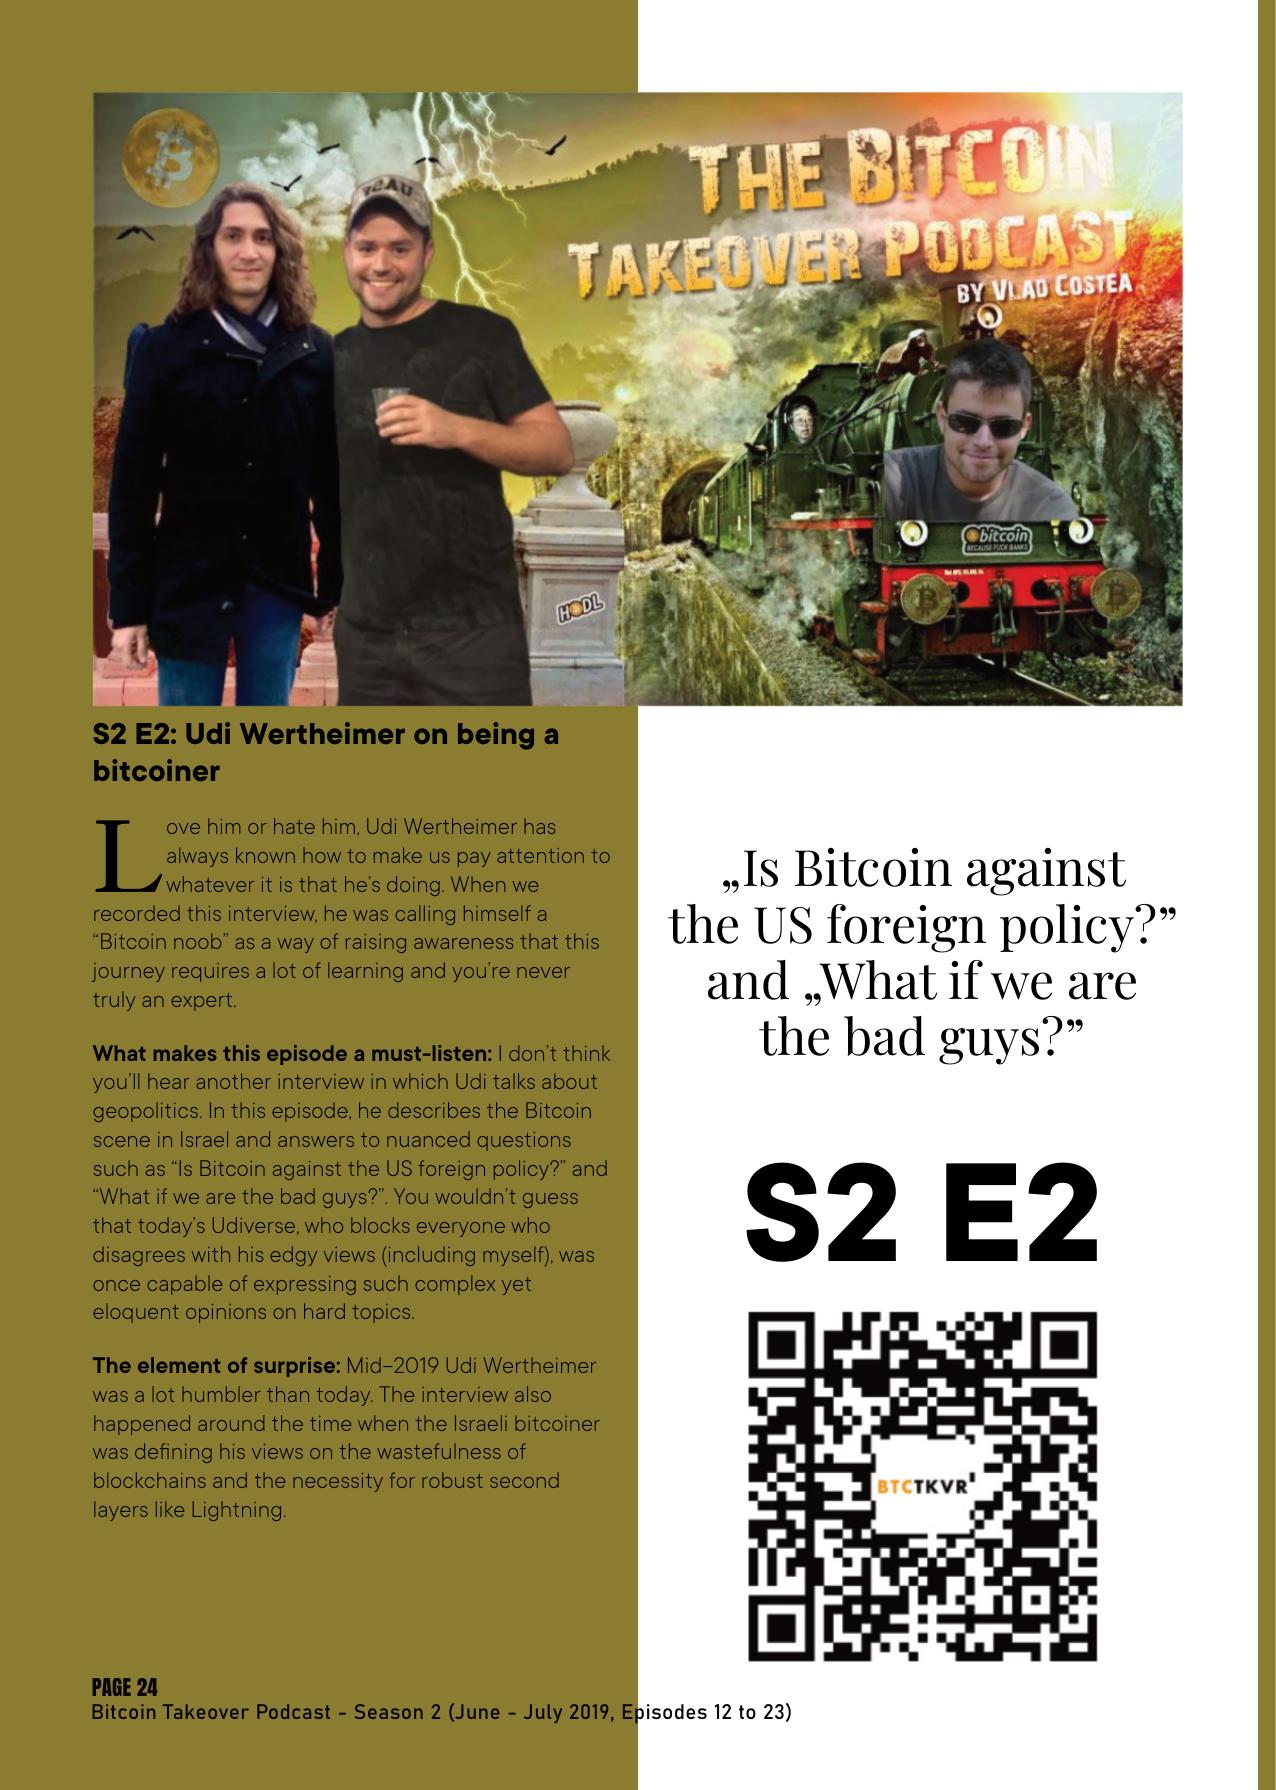 THE BITCOIN
TAKEOVER PODCAST
BY VLAD COSTEA
bitcoin
BECAUSE FUCK BANKS
HODL
S2 E2: Udi Wertheimer on being a
bitcoiner
Love him or hate him, Udi Wertheimer has
always known how to make us pay attention to
whatever it is that he’s doing. When we
recorded this interview, he was calling himself a
“Bitcoin noob” as a way of raising awareness that this
journey requires a lot of learning and you’re never
truly an expert.
What makes this episode a must-listen: I don’t think
you’ll hear another interview in which Udi talks about
geopolitics. In this episode, he describes the Bitcoin
scene in Israel and answers to nuanced questions
such as “Is Bitcoin against the US foreign policy?” and
“What if we are the bad guys?”. You wouldn’t guess
that today’s Udiverse, who blocks everyone who
disagrees with his edgy views (including myself), was
once capable of expressing such complex yet
eloquent opinions on hard topics.
The element of surprise: Mid–2019 Udi Wertheimer
was a lot humbler than today. The interview also
happened around the time when the Israeli bitcoiner
was defining his views on the wastefulness of
blockchains and the necessity for robust second
layers like Lightning.
„Is Bitcoin against
the US foreign policy?”
and „What if we are
the bad guys?”
S2 E2
BTCTKVR
PAGE 24
Bitcoin Takeover Podcast - Season 2 (June - July 2019, Episodes 12 to 23)